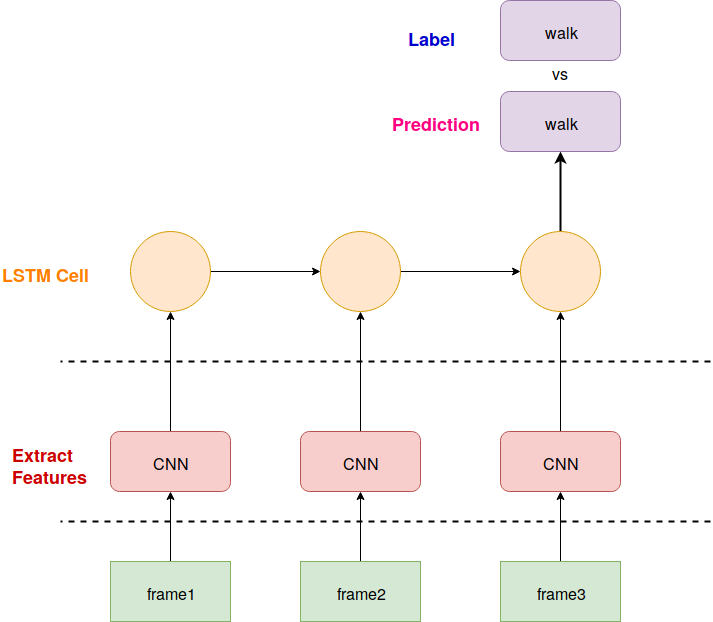 Label
walk
vs
Prediction
walk
LSTM Cell
Extract
Features
CNN
CNN
CNN
frame1
frame2
frame3